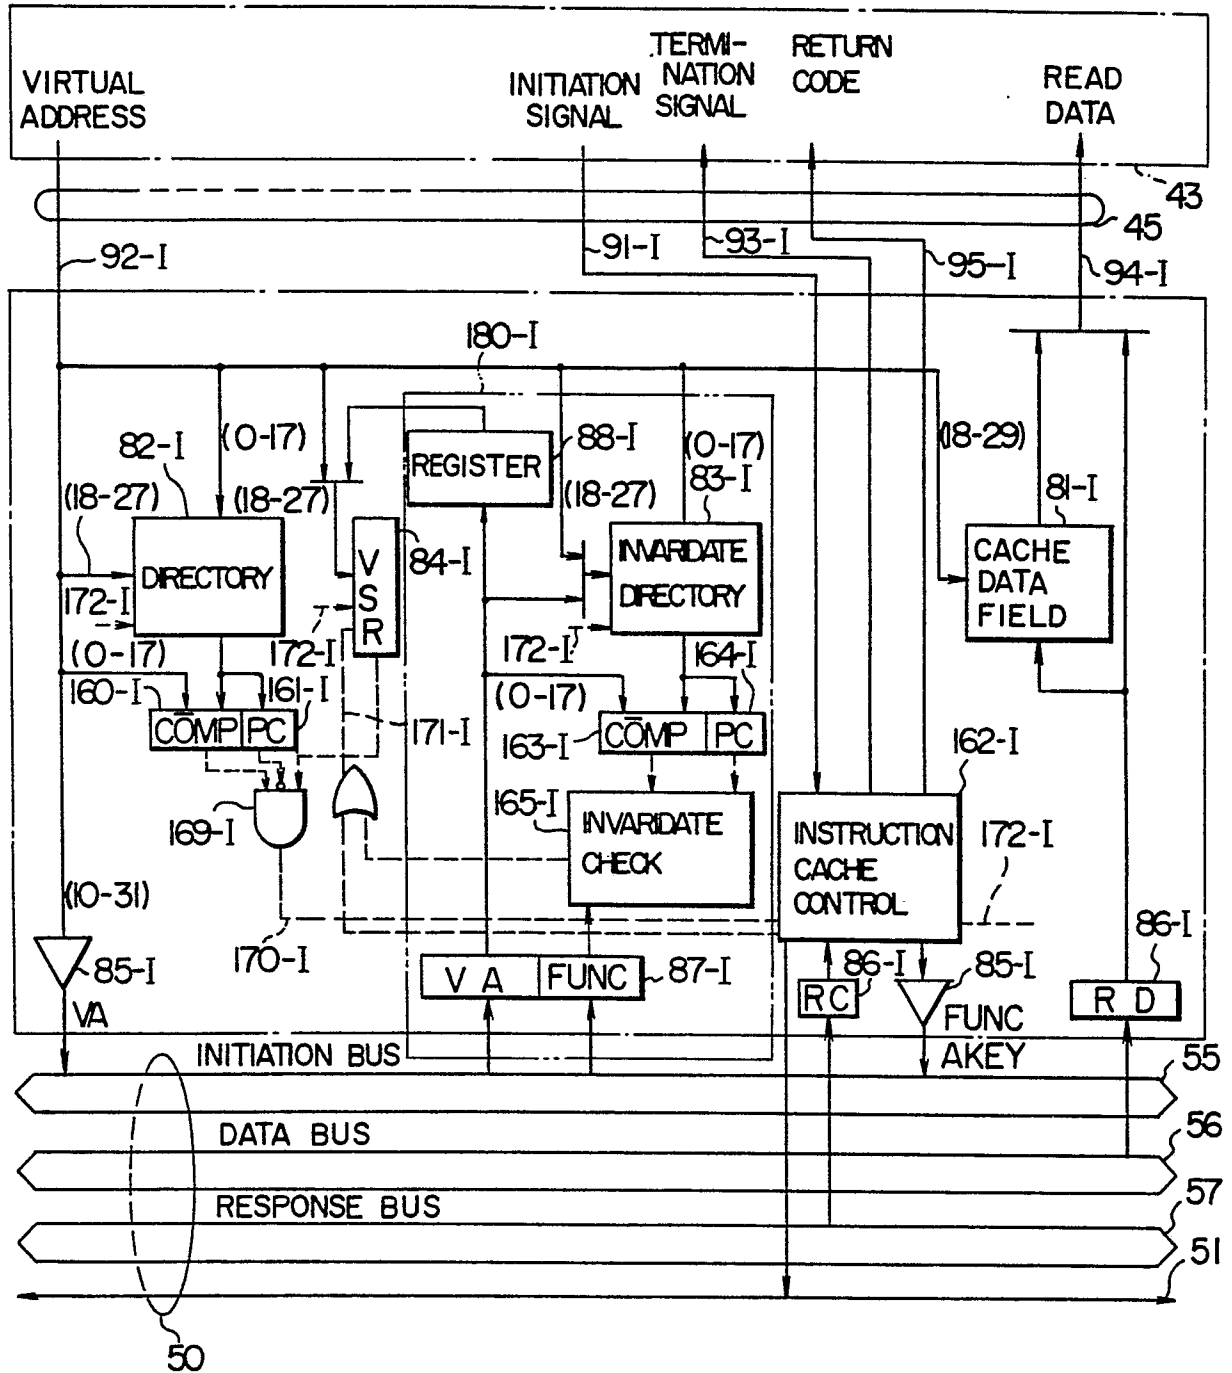 VIRTUAL
ADDRESS
INITIATION
SIGNAL
TERMI-
NATION
SIGNAL
RETURN
CODE
READ
DATA
43
45
92-I
91-I
93-I
95-I
94-I
180-I
82-I
(0-17)
(18-27)
(18-27)
REGISTER
88-I
(18-27)
(0-17)
83-I
(18-29)
81-I
DIRECTORY
172-I
V
S
R
84-I
172-I
INVARIDATE
DIRECTORY
172-I
CACHE
DATA
FIELD
(0-17)
160-I
161-I
COMP
PC
171-I
(0-17)
164-I
163-I
COMP
PC
162-I
169-I
165-I
INVARIDATE
CHECK
INSTRUCTION
CACHE
CONTROL
172-I
(10-31)
85-I
VA
170-I
VA
FUNC
87-I
RC
86-I
85-I
FUNC
AKEY
86-I
RD
INITIATION BUS
55
DATA BUS
56
RESPONSE BUS
57
51
50